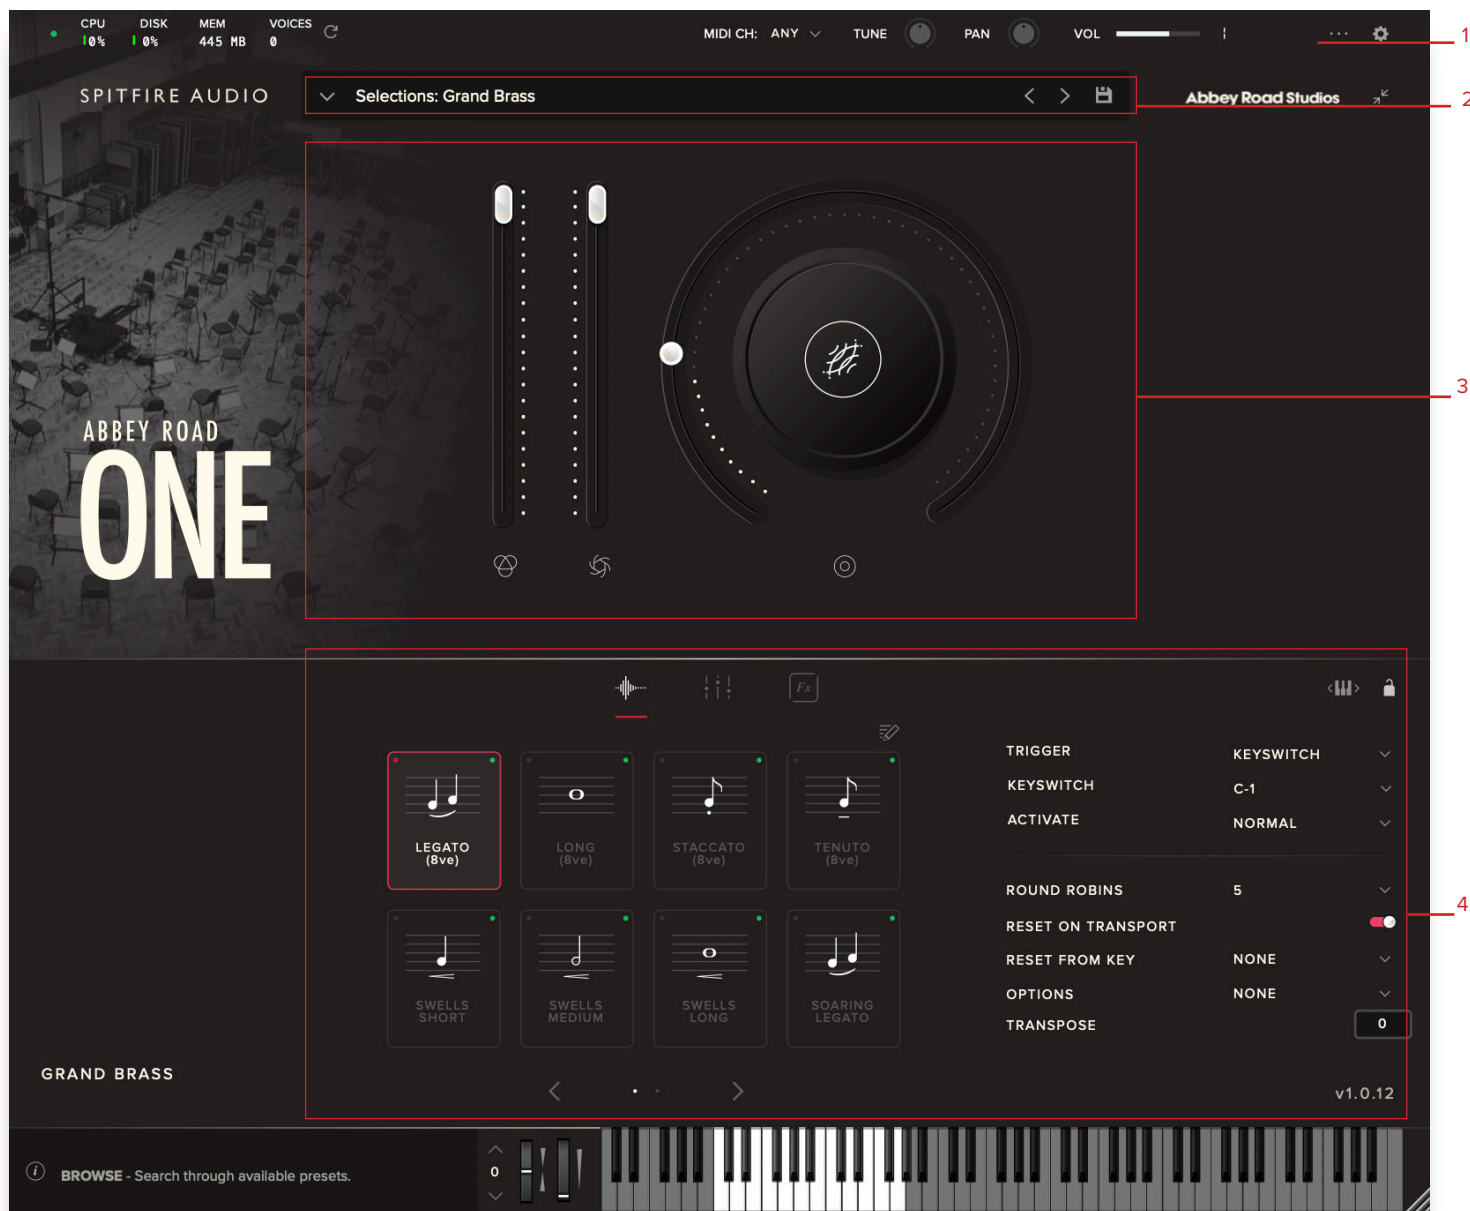 CPU DISK MEM VOICES
0% 0% 445 MB 0
MIDI CH: ANY TUNE PAN VOL
1
SPITFIRE AUDIO
Selections: Grand Brass
Abbey Road Studios
2
3
ABBEY ROAD
ONE
Fx
TRIGGER KEYSWITCH
KEYSWITCH C-1
ACTIVATE NORMAL
LEGATO
(8ve)
LONG
(8ve)
STACCATO
(8ve)
TENUTO
(8ve)
ROUND ROBINS 5
RESET ON TRANSPORT
RESET FROM KEY NONE
OPTIONS NONE
TRANSPOSE 0
4
SWELLS
SHORT
SWELLS
MEDIUM
SWELLS
LONG
SOARING
LEGATO
GRAND BRASS
v1.0.12
i BROWSE - Search through available presets.
0